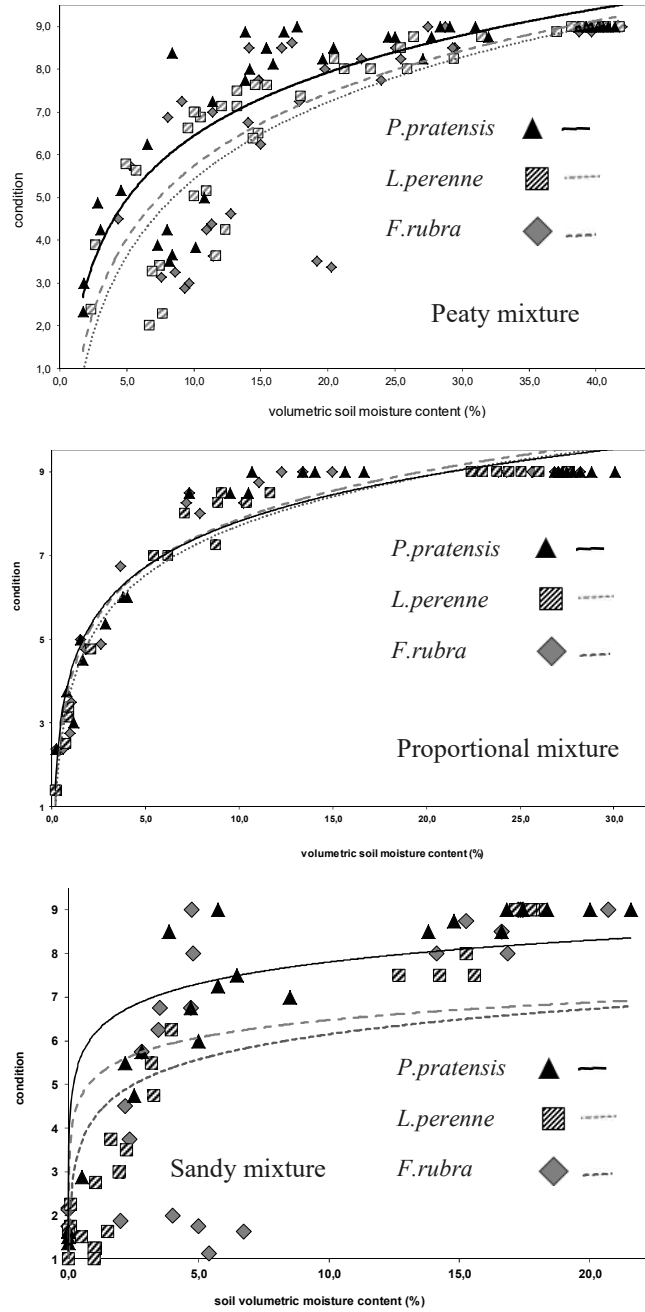 9,0
8,0
7,0
6,0
5,0
4,0
3,0
2,0
1,0
condition
P.pratensis
L.perenne
F.rubra
Peaty mixture
0,0 5,0 10,0 15,0 20,0 25,0 30,0 35,0 40,0
volumetric soil moisture content (%)
9
7
5
3
1
condition
P.pratensis
L.perenne
F.rubra
Proportional mixture
0,0 5,0 10,0 15,0 20,0 25,0 30,0
volumetric soil moisture content (%)
9
8
7
6
5
4
3
2
1
condition
P.pratensis
L.perenne
F.rubra
Sandy mixture
0,0 5,0 10,0 15,0 20,0
soil volumetric moisture content (%)